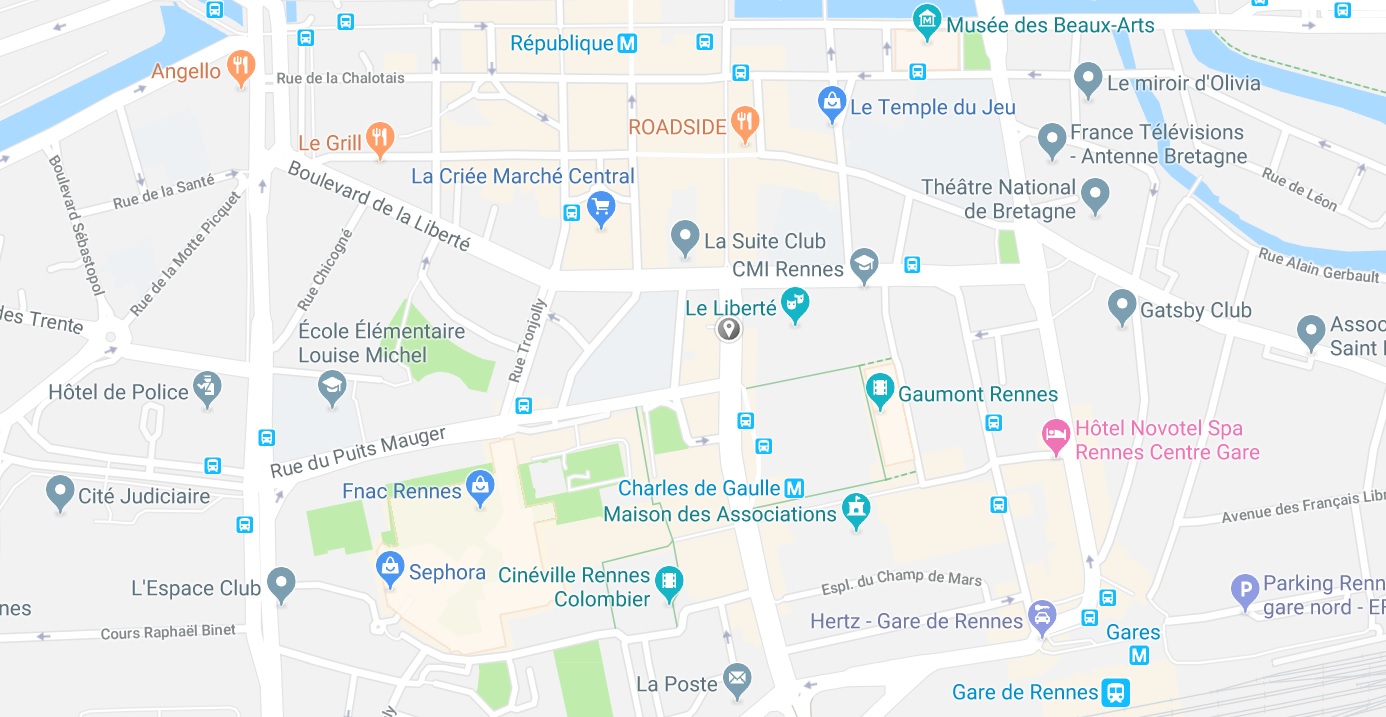 Musée des Beaux-Arts
République M
Angello
Rue de la Chalotais
Le miroir d'Olivia
Le Temple du Jeu
ROADSIDE
Le Grill
France Télévisions
- Antenne Bretagne
La Criée Marché Central
Boulevard Sébastopol
Rue de la Santé
Boulevard de la Liberté
Théâtre National
de Bretagne
Rue de Léon
Rue de la Motte Picquet
Rue Chicogné
La Suite Club
CMI Rennes
Rue Alain Gerbault
des Trente
École Élémentaire
Louise Michel
Rue Tronjolly
Le Liberté
Gatsby Club
Assoc
Saint
Hôtel de Police
Gaumont Rennes
Rue du Puits Mauger
Hôtel Novotel Spa
Rennes Centre Gare
Cité Judiciaire
Fnac Rennes
Charles de Gaulle M
Maison des Associations
Avenue des Français Libr
L'Espace Club
Sephora
Cinéville Rennes
Colombier
Espl. du Champ de Mars
P
Parking Renn
gare nord - EF
nes
Cours Raphaël Binet
Hertz - Gare de Rennes
Gares
M
La Poste
Gare de Rennes